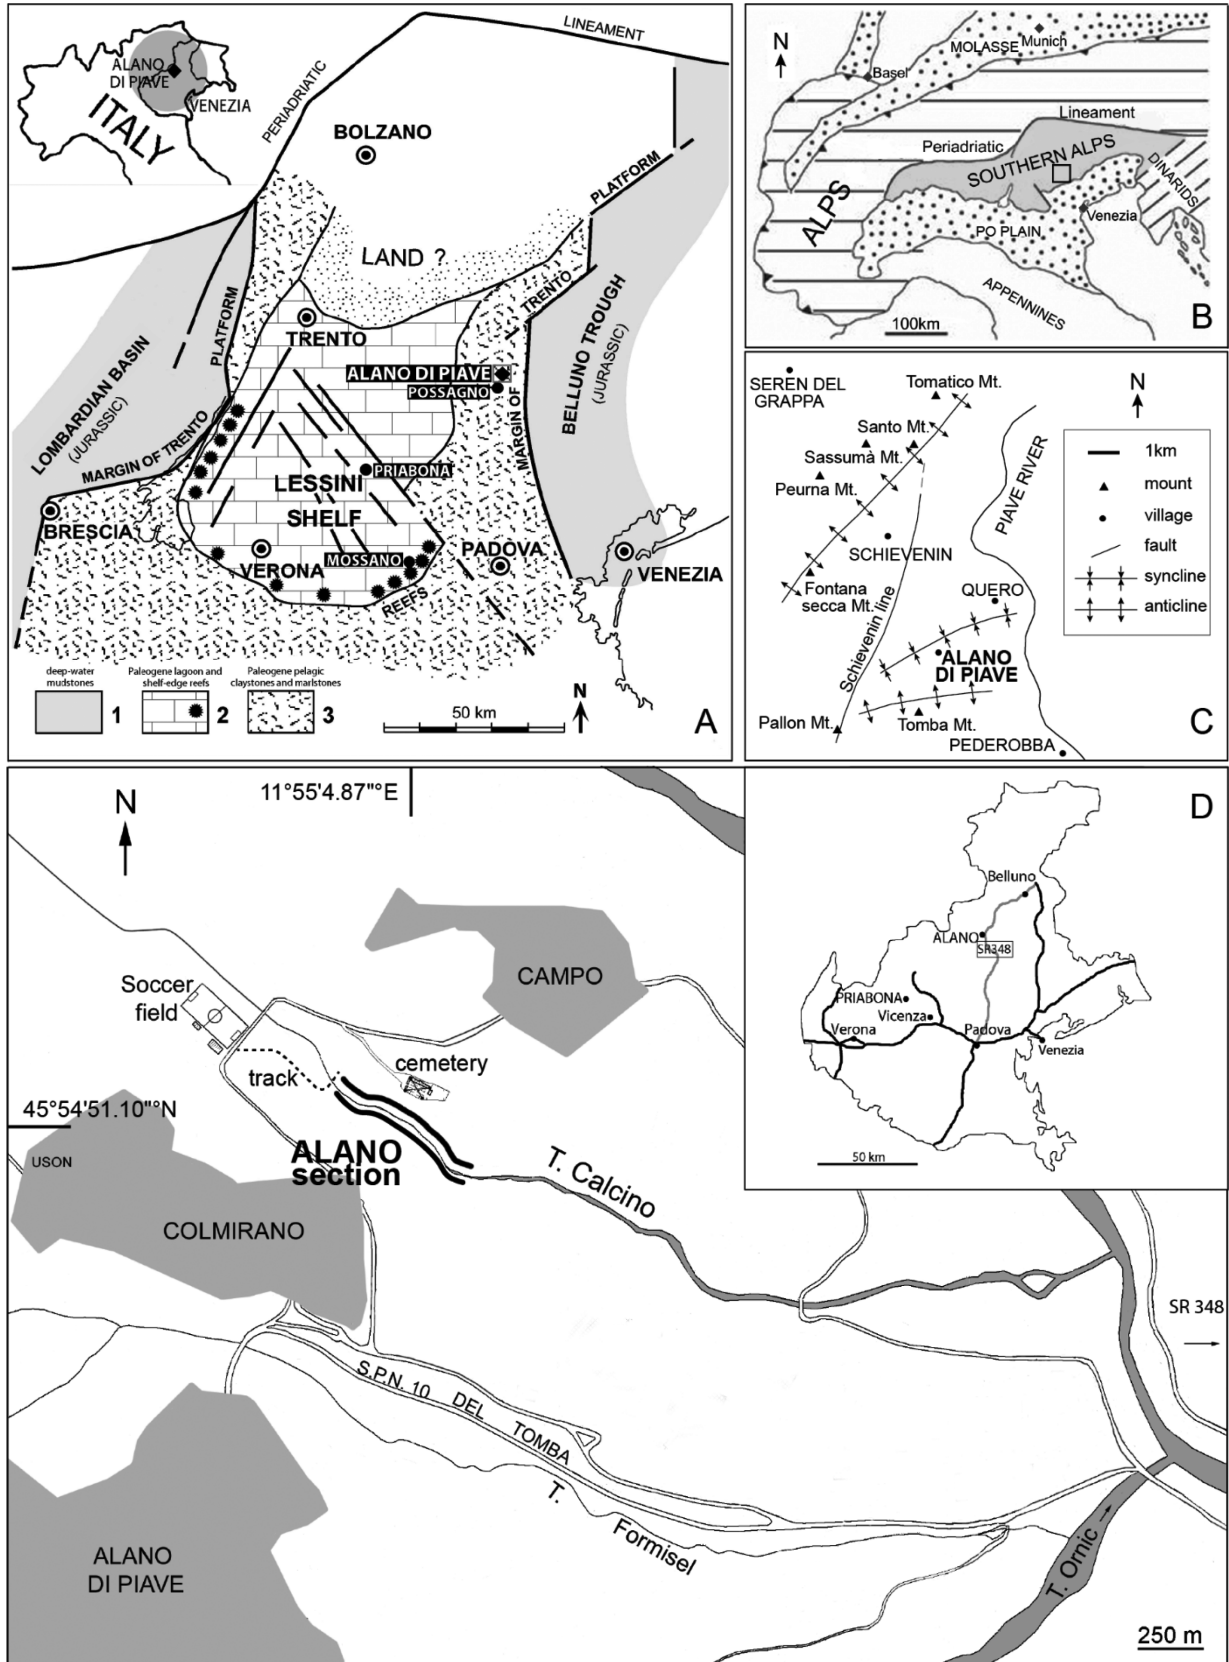 ALANO
DI PIAVE
VENEZIA
ITALY
PERIADRIATIC
LINEAMENT
BOLZANO
PLATFORM
LAND ?
TRENTO
TRENTO
PLATFORM
LOMBARDIAN BASIN
(JURASSIC)
MARGIN OF TRENTO
ALANO DI PIAVE
POSSAGNO
MARGIN OF
BELLUNO TROUGH
(JURASSIC)
PRIABONA
LESSINI
SHELF
BRESCIA
VERONA
MOSSANO
REEFS
PADOVA
VENEZIA
deep-water
mudstones
1
Paleogene lagoon and
shelf-edge reefs
2
Paleogene pelagic
claystones and marlstones
3
50 km
N
A
N
MOLASSE
Munich
Basel
Lineament
Periadriatic
SOUTHERN ALPS
DINARIDS
ALPS
Venezia
PO PLAIN
APPENNINES
100km
B
SEREN DEL
GRAPPA
Tomatico Mt.
N
Santo Mt.
Sassumà Mt.
Peurna Mt.
PIAVE RIVER
SCHIEVENIN
Fontana
secca Mt.
Schievenin line
QUERO
ALANO
DI PIAVE
Pallon Mt.
Tomba Mt.
PEDEROBBA
1km
mount
village
fault
syncline
anticline
C
D
Belluno
ALANO
SR348
PRIABONA
Vicenza
Verona
Padova
Venezia
50 km
11°55'4.87"°E
N
Soccer
field
CAMPO
track
cemetery
45°54'51.10"°N
USON
ALANO
section
T. Calcino
COLMIRANO
SR 348
S.P.N. 10 DEL TOMBA
T. Formisel
ALANO
DI PIAVE
T. Ornic
250 m